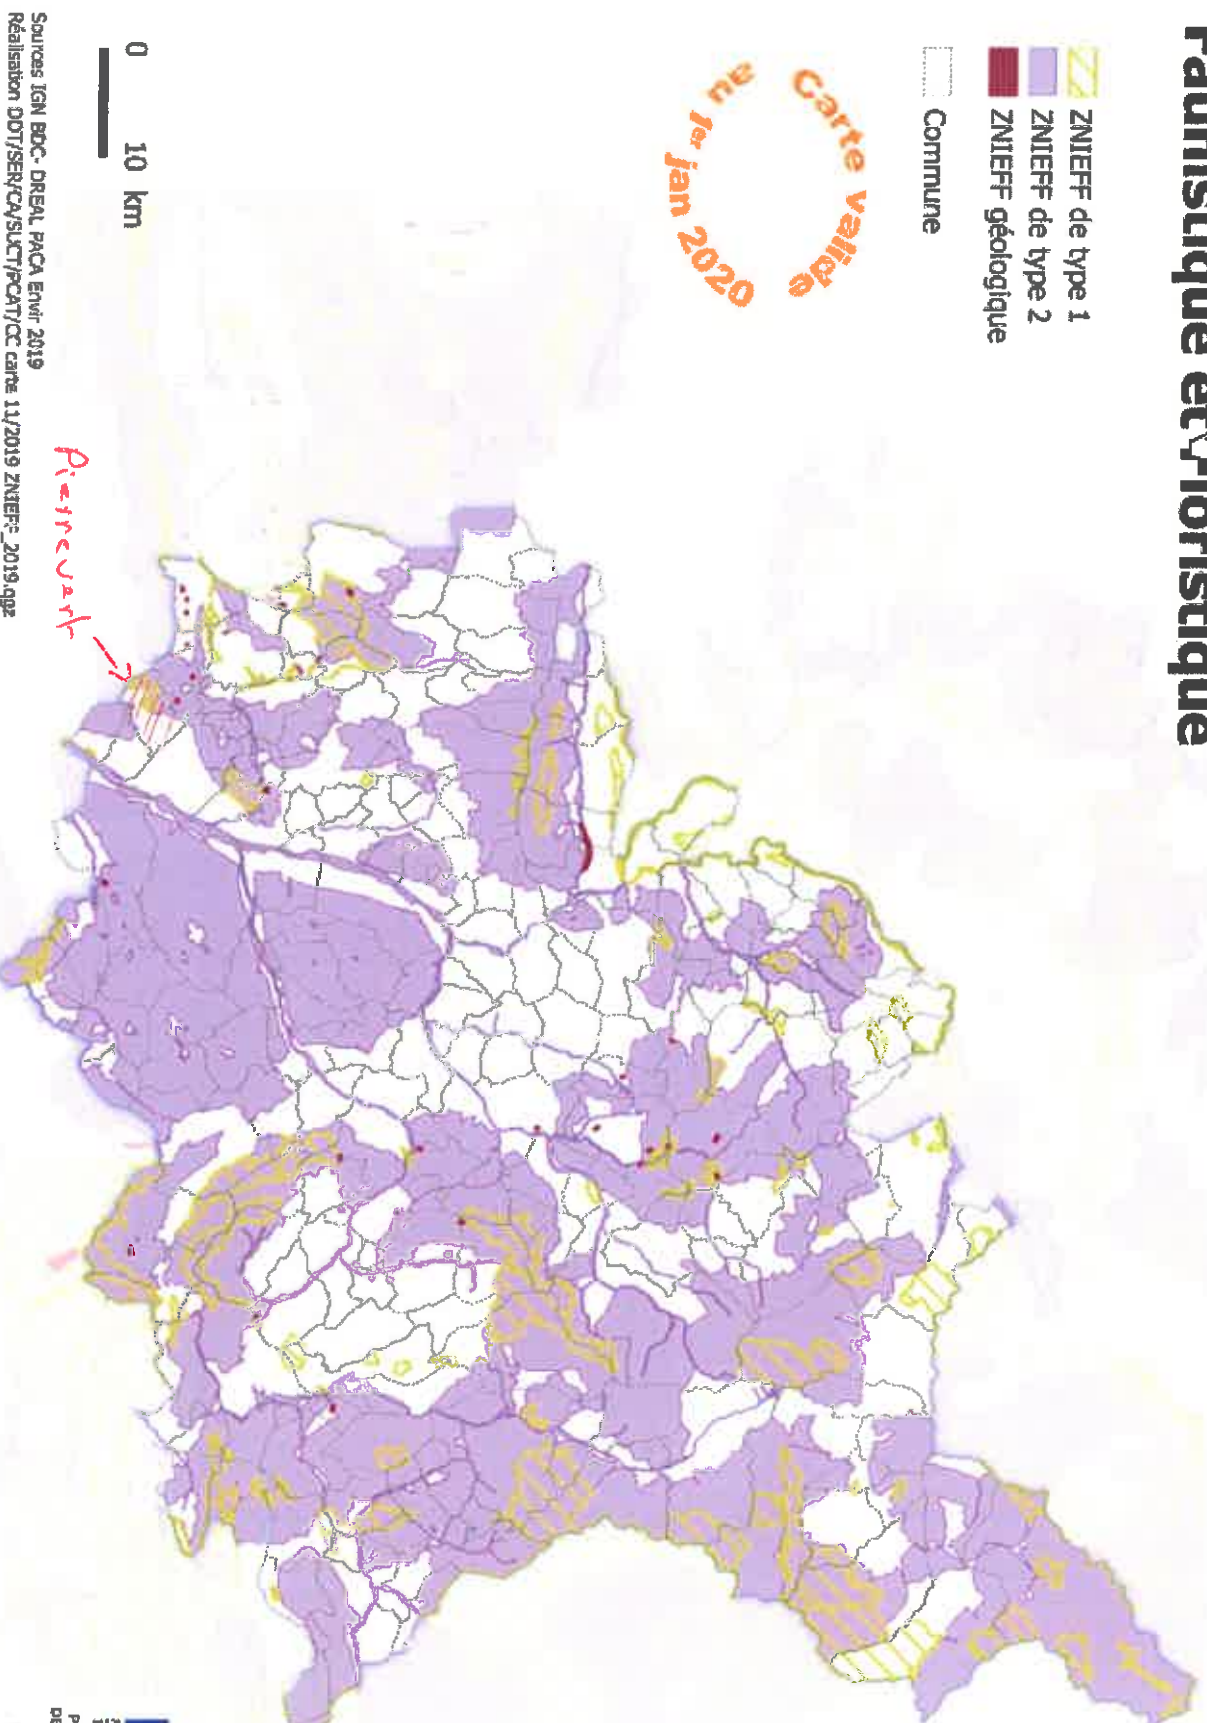 Faunistique et Floristique
ZNIEFF de type 1
ZNIEFF de type 2
ZNIEFF géologique
Commune
Carte valide
au 1er jan 2020
0 10 km
Sources IGN BDC- DREAL PACA Envir 2019
Réalisation DDT/SER/CA/SUCT/PCAT/CC carte 11/2019 ZNIEFF_2019.qgz
Pierrevert